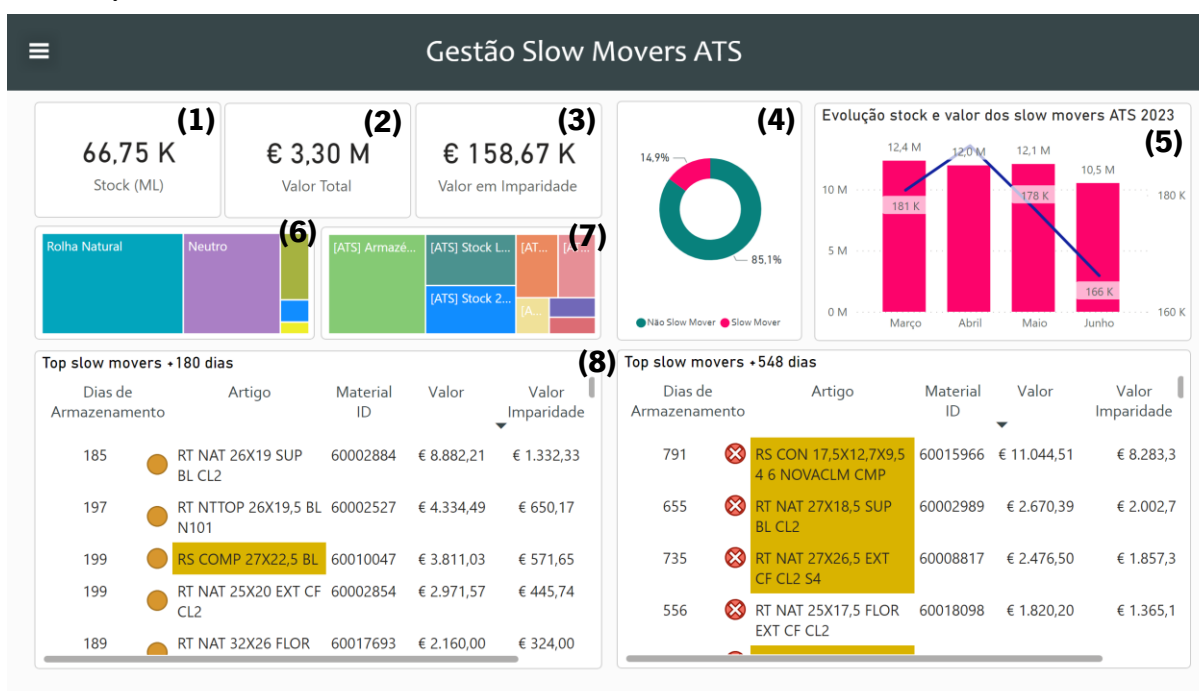 Gestão Slow Movers ATS
(1)
66,75 K
Stock (ML)
(2)
€ 3,30 M
Valor Total
(3)
€ 158,67 K
Valor em Imparidade
(4)
14,9%
85,1%
Não Slow Mover Slow Mover
Evolução stock e valor dos slow movers ATS 2023
(5)
12,4 M
12,0 M
12,1 M
10,5 M
10 M
5 M
0 M
181 K
178 K
166 K
180 K
160 K
Março Abril Maio Junho
(6)
Rolha Natural
Neutro
(7)
[ATS] Armazé...
[ATS] Stock L...
[ATS] Stock 2...
[AT...
[A...
(8)
Top slow movers +180 dias
Dias de Artigo Material Valor Valor
Armazenamento ID Imparidade
185 RT NAT 26X19 SUP 60002884 € 8.882,21 € 1.332,33
BL CL2
197 RT NTTOP 26X19,5 BL 60002527 € 4.334,49 € 650,17
N101
199 RS COMP 27X22,5 BL 60010047 € 3.811,03 € 571,65
199 RT NAT 25X20 EXT CF 60002854 € 2.971,57 € 445,74
CL2
189 RT NAT 32X26 FLOR 60017693 € 2.160,00 € 324,00
Top slow movers +548 dias
Dias de Artigo Material Valor Valor
Armazenamento ID Imparidade
791 RS CON 17,5X12,7X9,5 60015966 € 11.044,51 € 8.283,3
4 6 NOVACLM CMP
655 RT NAT 27X18,5 SUP 60002989 € 2.670,39 € 2.002,7
BL CL2
735 RT NAT 27X26,5 EXT 60008817 € 2.476,50 € 1.857,3
CF CL2 S4
556 RT NAT 25X17,5 FLOR 60018098 € 1.820,20 € 1.365,1
EXT CF CL2